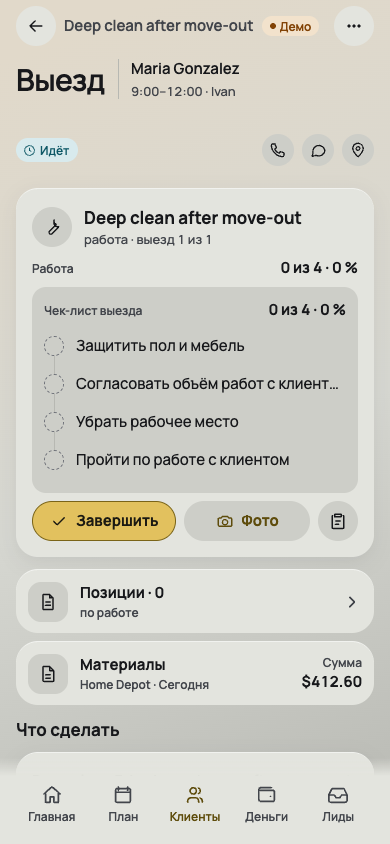 Deep clean after move-out
Демо
Выезд
Maria Gonzalez
9:00–12:00 · Ivan
Идёт
Deep clean after move-out
работа · выезд 1 из 1
Работа
0 из 4 · 0 %
Чек-лист выезда
0 из 4 · 0 %
Защитить пол и мебель
Согласовать объём работ с клиент…
Убрать рабочее место
Пройти по работе с клиентом
Завершить
Фото
Позиции · 0
по работе
Материалы
Home Depot · Сегодня
Сумма
$412.60
Что сделать
Главная
План
Клиенты
Деньги
Лиды